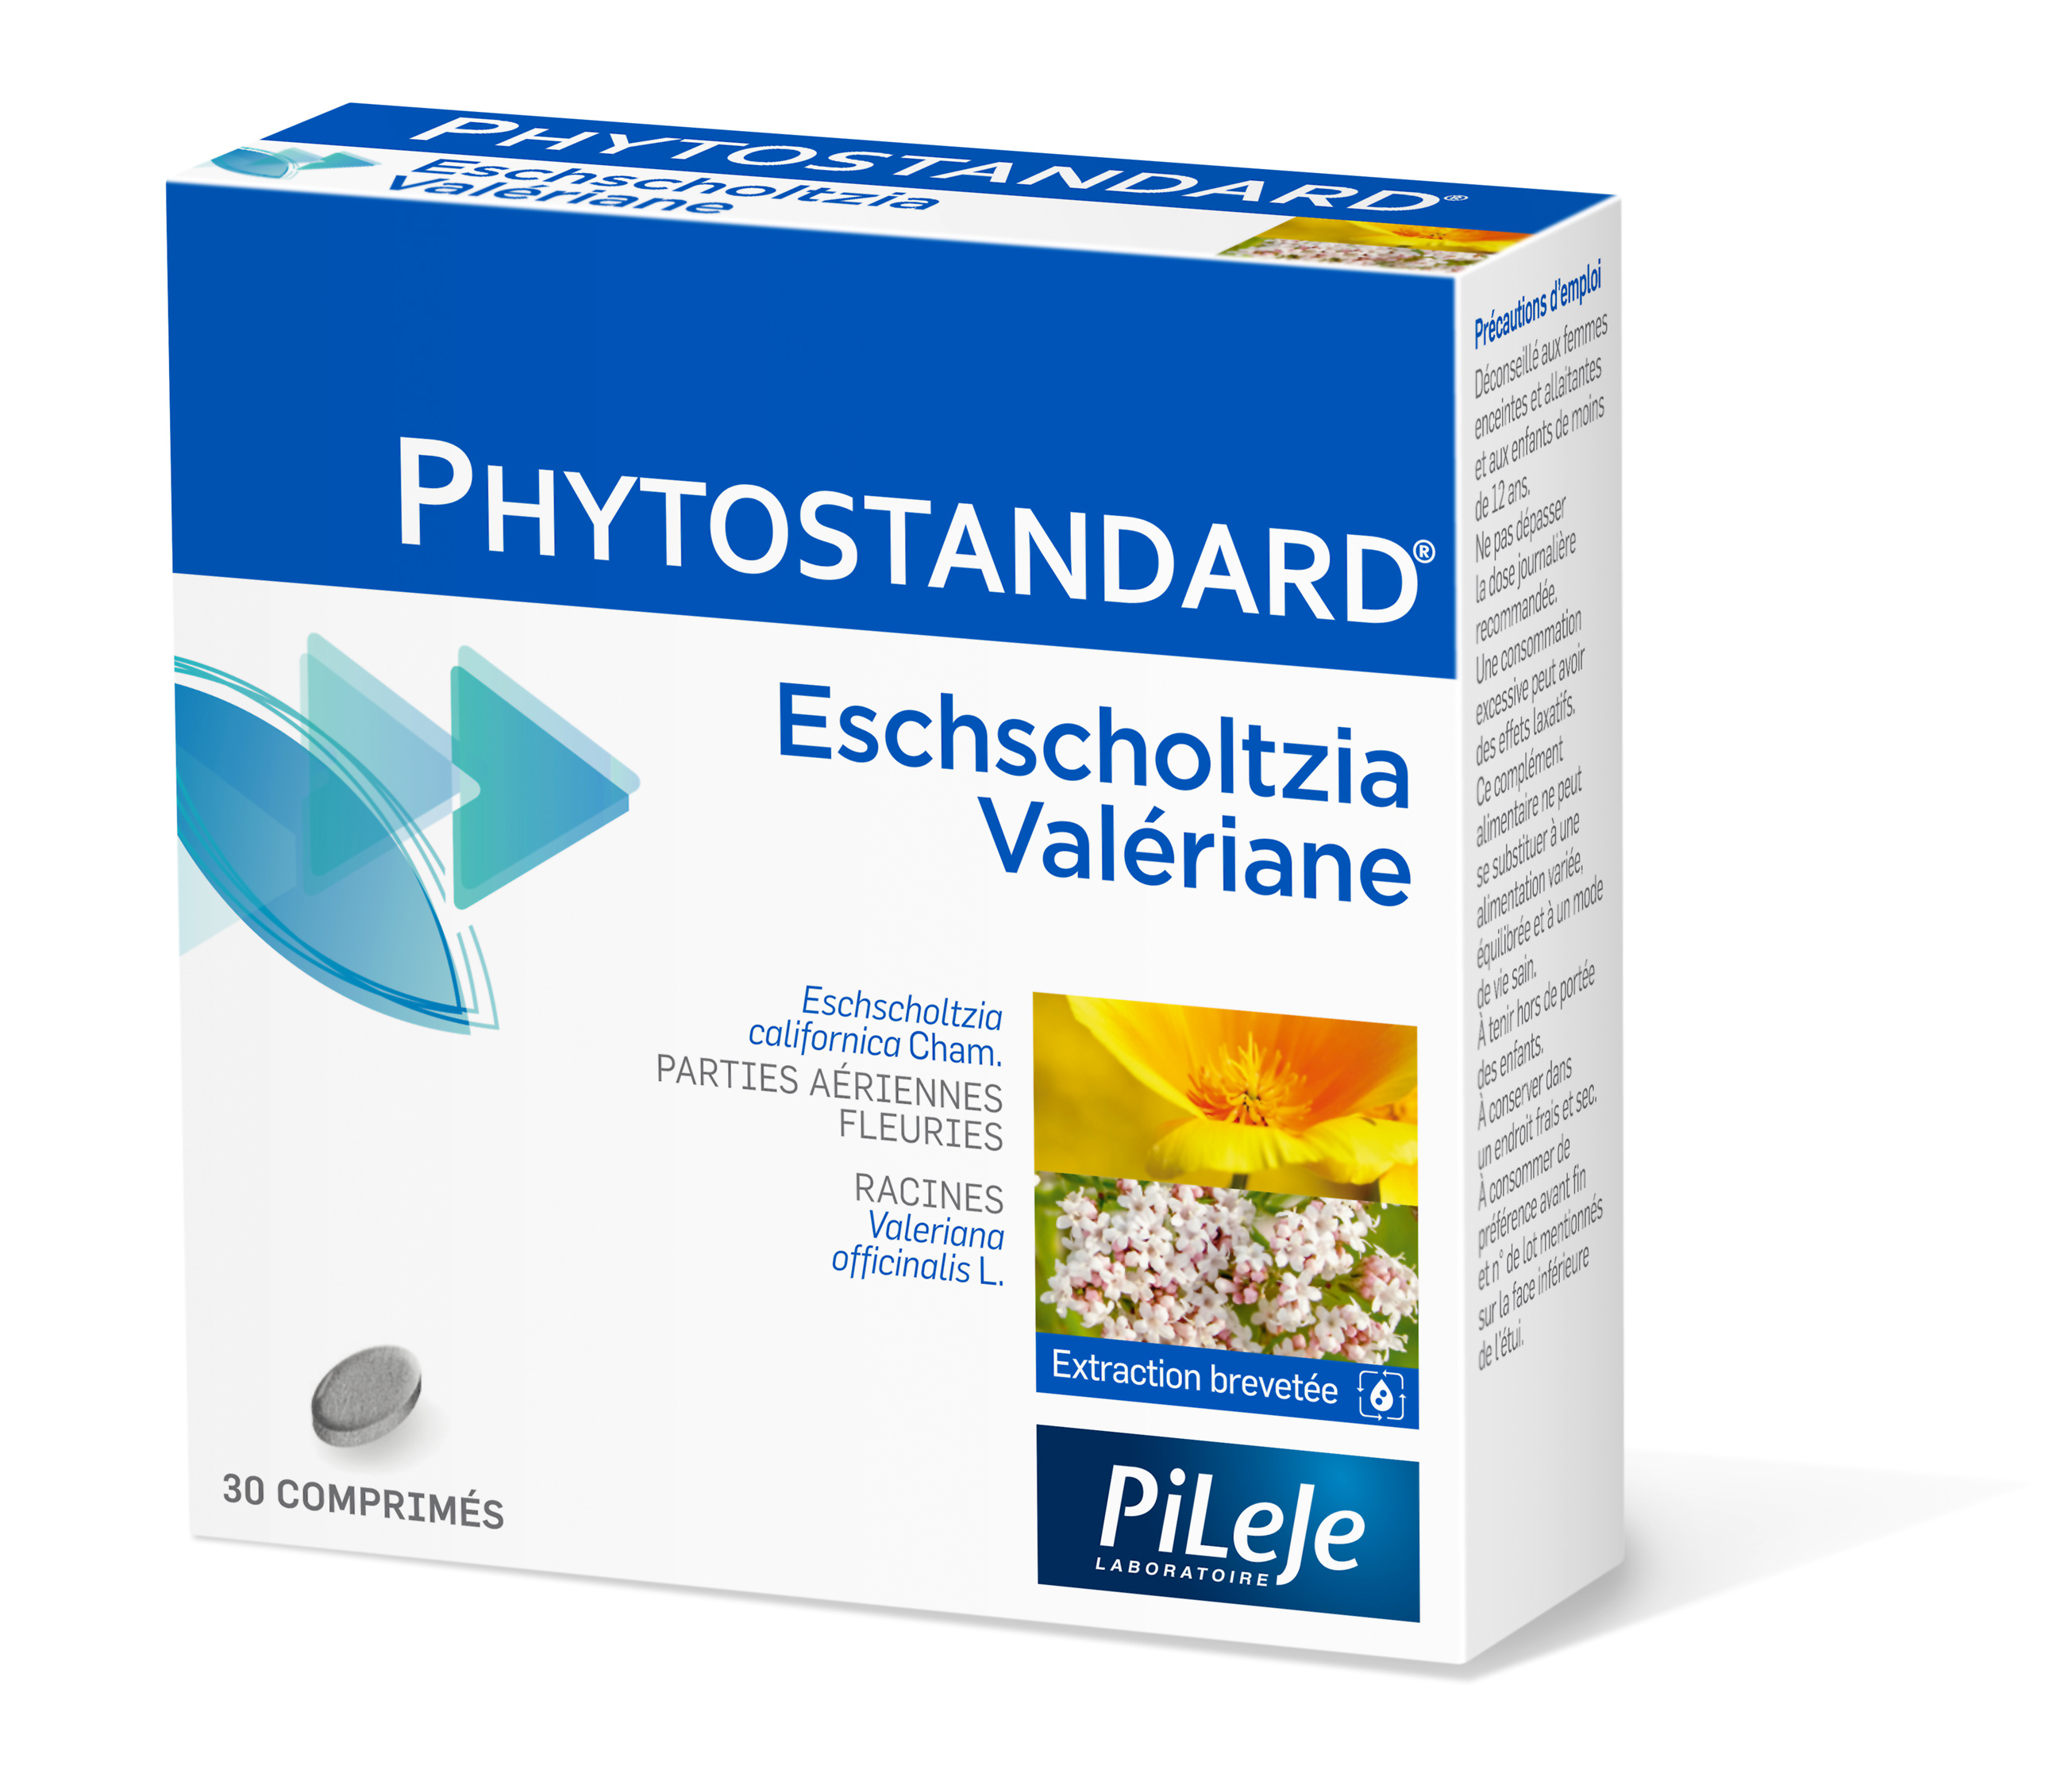 PHYTOSTANDARD®
Eschscholtzia
Valériane
PHYTOSTANDARD®
Eschscholtzia
Valériane
Eschscholtzia
californica Cham.
PARTIES AÉRIENNES
FLEURIES
RACINES
Valeriana
officinalis L.
Extraction brevetée
PiLeJe
LABORATOIRE
30 COMPRIMÉS
Précautions d'emploi
Déconseillé aux femmes
enceintes et allaitantes
et aux enfants de moins
de 12 ans.
Ne pas dépasser
la dose journalière
recommandée.
Une consommation
excessive peut avoir
des effets laxatifs.
Ce complément
alimentaire ne peut
se substituer à une
alimentation variée,
équilibrée et à un mode
de vie sain.
À tenir hors de portée
des enfants.
À conserver dans
un endroit frais et sec.
À consommer de
préférence avant fin
et n° de lot mentionnés
sur la face inférieure
de l'étui.